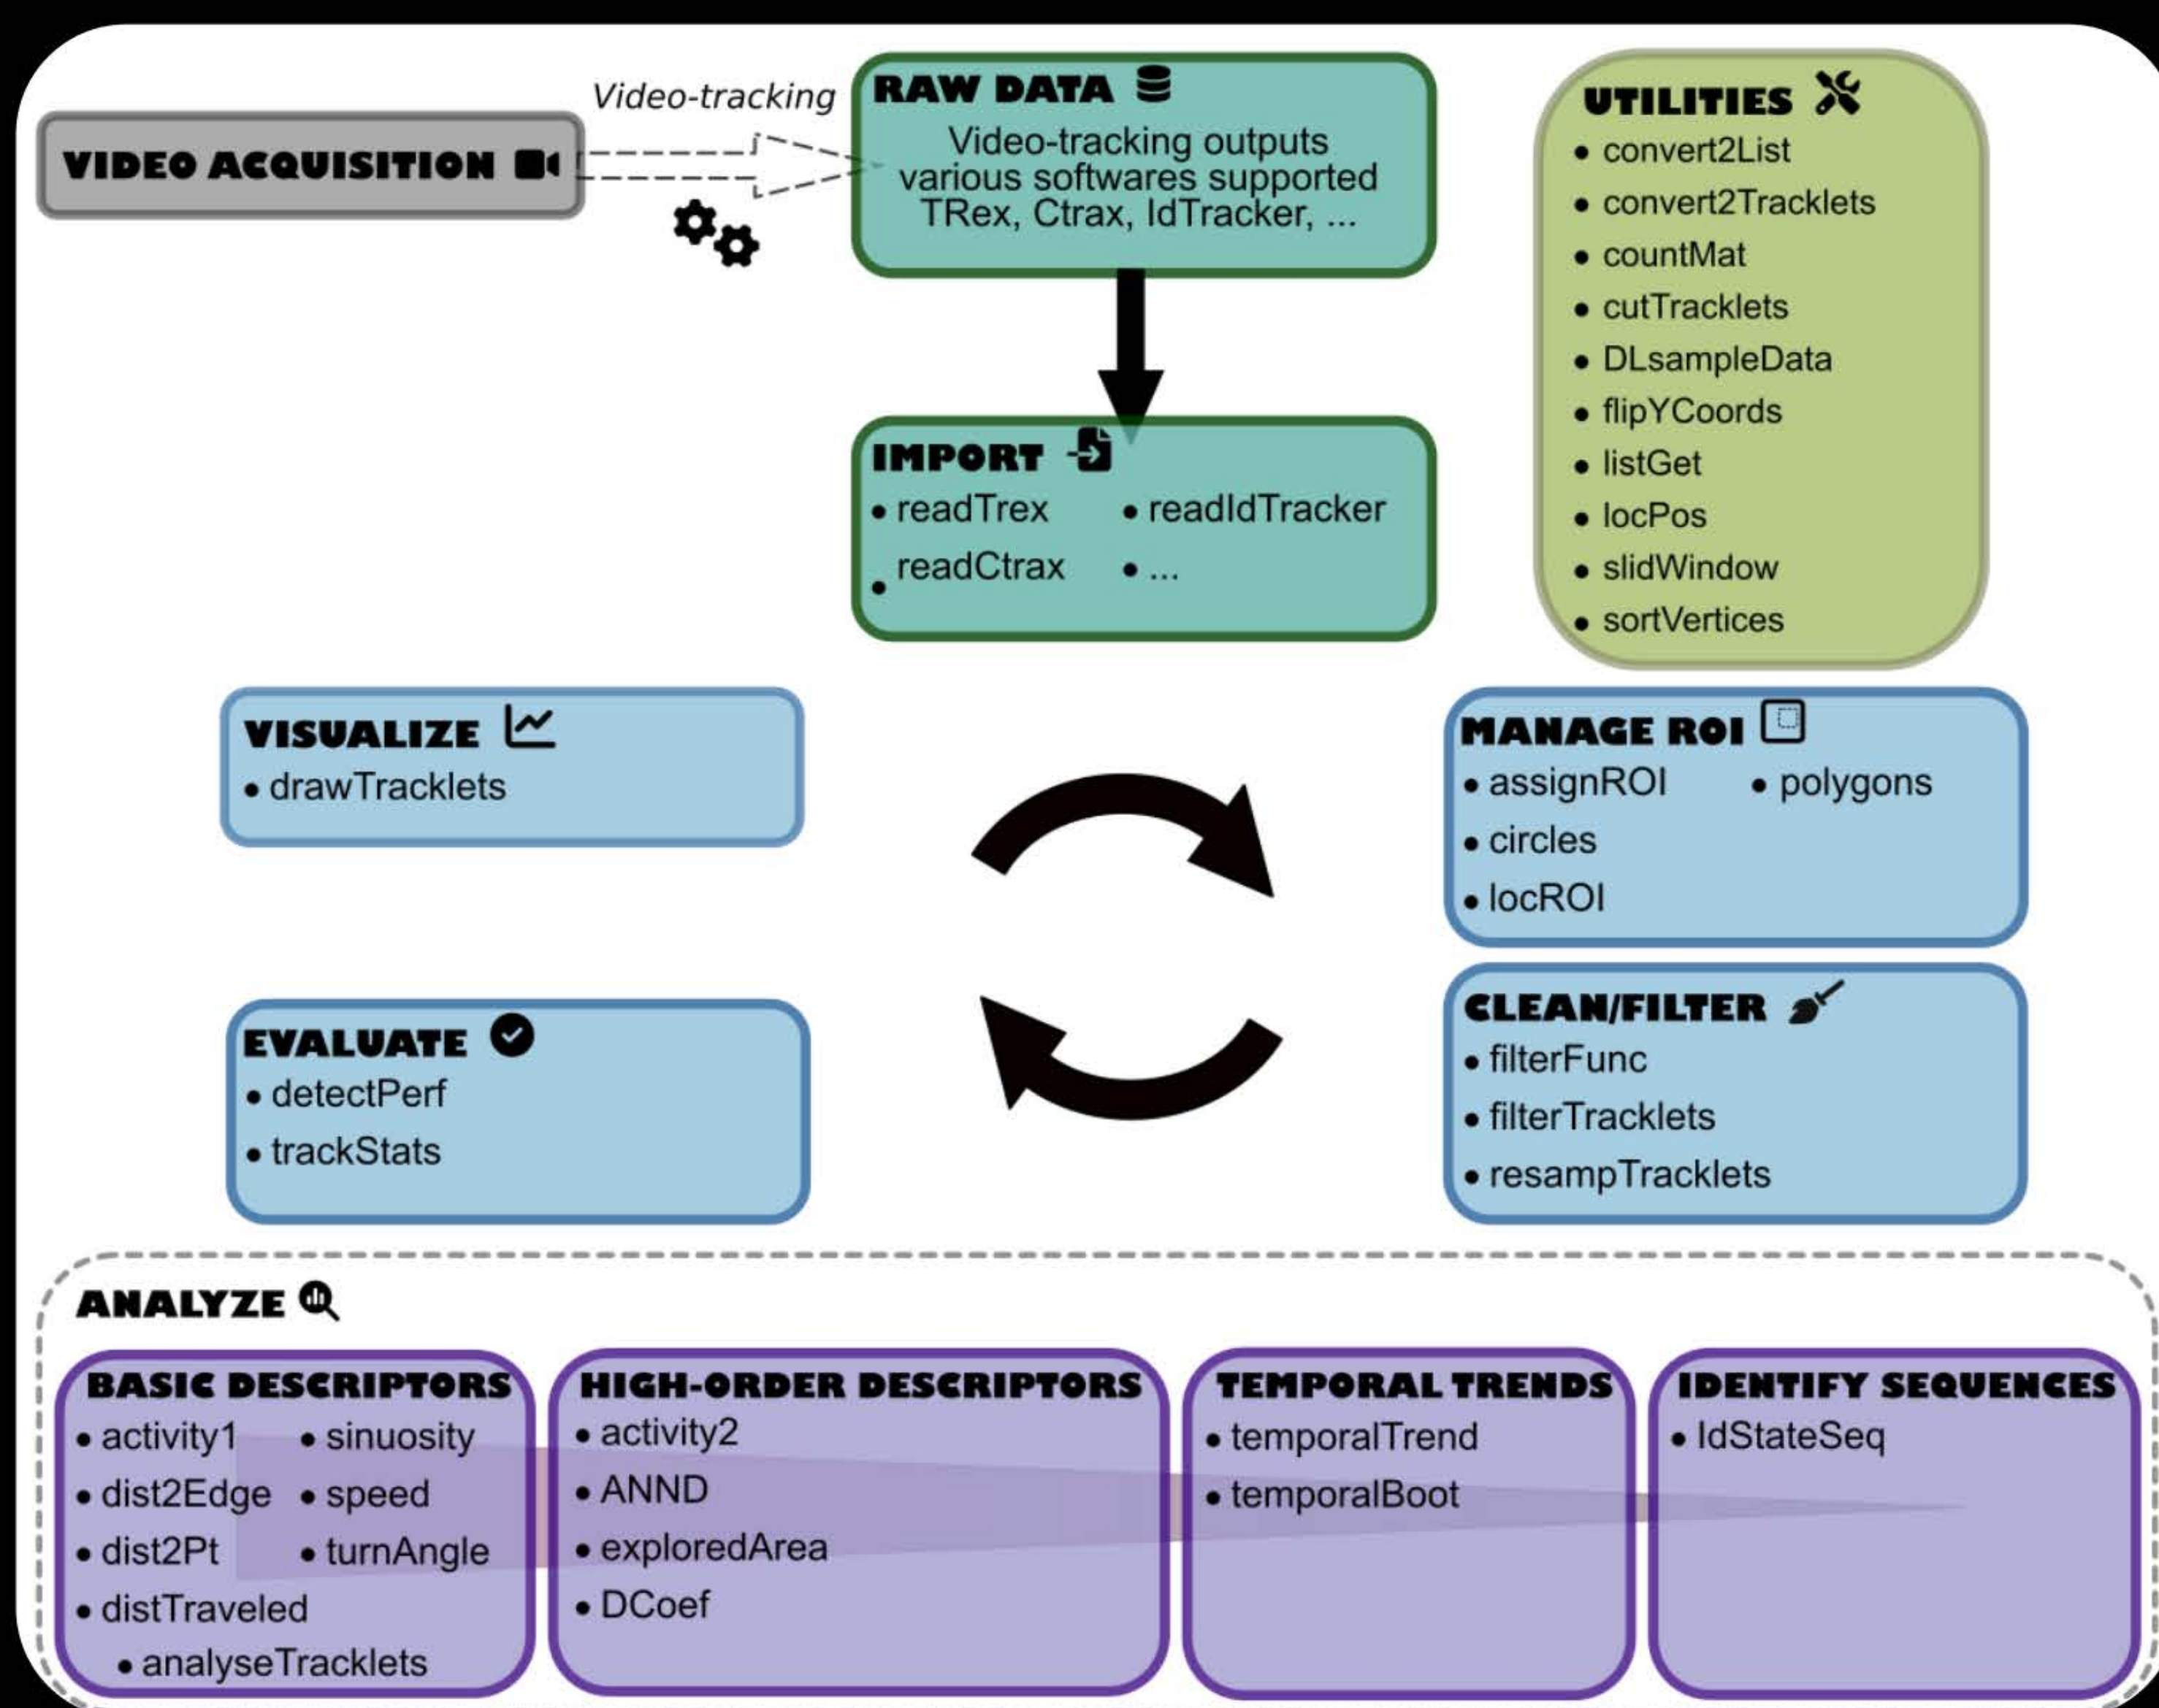 Video-tracking
VIDEO ACQUISITION
RAW DATA
Video-tracking outputs
various softwares supported
TRex, Ctrax, IdTracker, ...
UTILITIES
• convert2List
• convert2Tracklets
• countMat
• cutTracklets
• DLsampleData
• flipYCoords
• listGet
• locPos
• slidWindow
• sortVertices
IMPORT
• readTrex • readIdTracker
• readCtrax • ...
VISUALIZE
• drawTracklets
MANAGE ROI
• assignROI • polygons
• circles
• locROI
EVALUATE
• detectPerf
• trackStats
CLEAN/FILTER
• filterFunc
• filterTracklets
• resampTracklets
ANALYZE
BASIC DESCRIPTORS
• activity1 • sinuosity
• dist2Edge • speed
• dist2Pt • turnAngle
• distTraveled
• analyseTracklets
HIGH-ORDER DESCRIPTORS
• activity2
• ANND
• exploredArea
• DCoef
TEMPORAL TRENDS
• temporalTrend
• temporalBoot
IDENTIFY SEQUENCES
• IdStateSeq